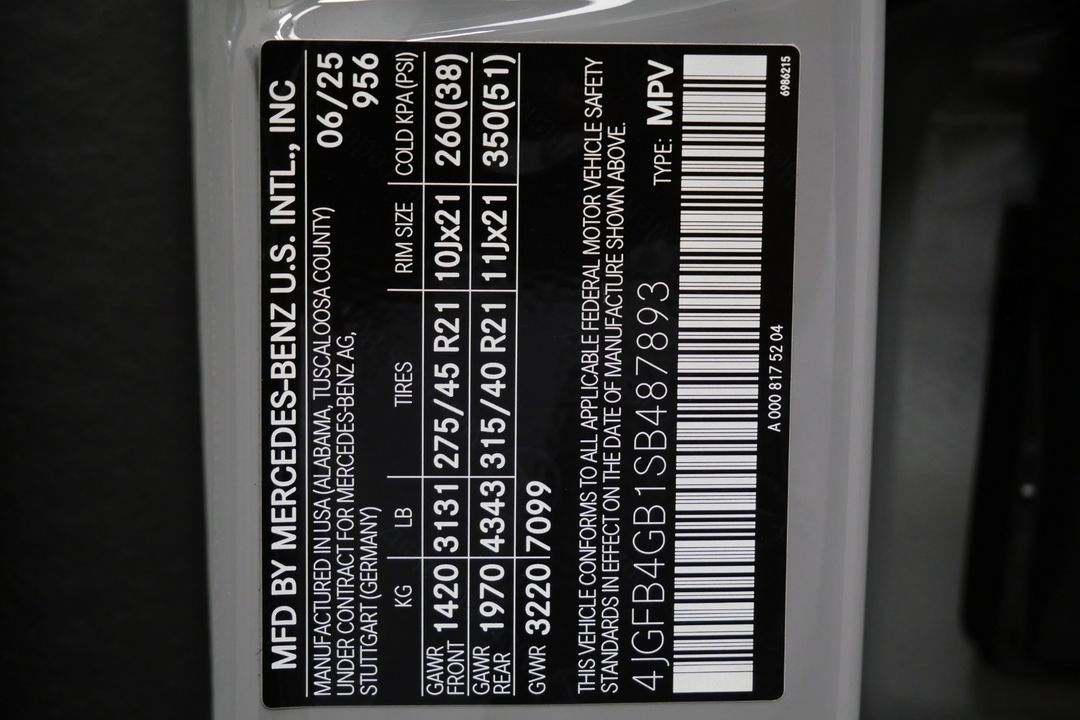 MFD BY MERCEDES-BENZ U.S. INTL., INC
MANUFACTURED IN USA (ALABAMA, TUSCALOOSA COUNTY) 06/25
UNDER CONTRACT FOR MERCEDES-BENZ AG, 956
STUTTGART (GERMANY)
KG LB TIRES RIM SIZE COLD KPA(PSI)
GAWR FRONT 1420 3131 275/45 R21 10Jx21 260(38)
GAWR REAR 1970 4343 315/40 R21 11Jx21 350(51)
GVWR 3220 7099
THIS VEHICLE CONFORMS TO ALL APPLICABLE FEDERAL MOTOR VEHICLE SAFETY
STANDARDS IN EFFECT ON THE DATE OF MANUFACTURE SHOWN ABOVE.
4JGFB4GB1SB487893 TYPE: MPV
A 000 817 52 04
6986215